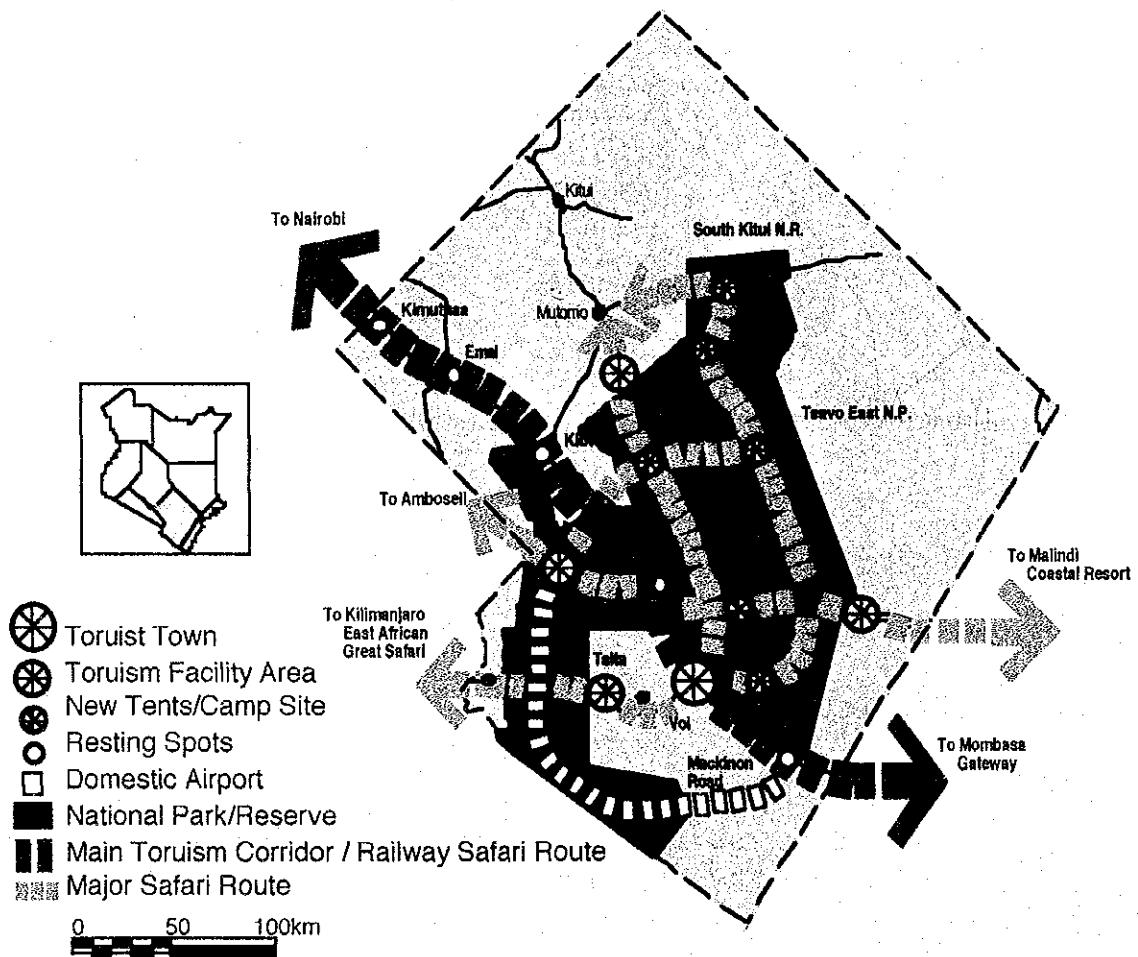 Kitui
To Nairobi
South Kitui N.R.
Mutomo
Emal
Tsavo East N.P.
To Amboseli
To Malindi
Coastal Resort
To Kilimanjaro
East African
Great Safari
Taita
Voi
Mackinon
Road
To Mombasa
Gateway
Toruist Town
Toruism Facility Area
New Tents/Camp Site
Resting Spots
Domestic Airport
National Park/Reserve
Main Toruism Corridor / Railway Safari Route
Major Safari Route
0 50 100km